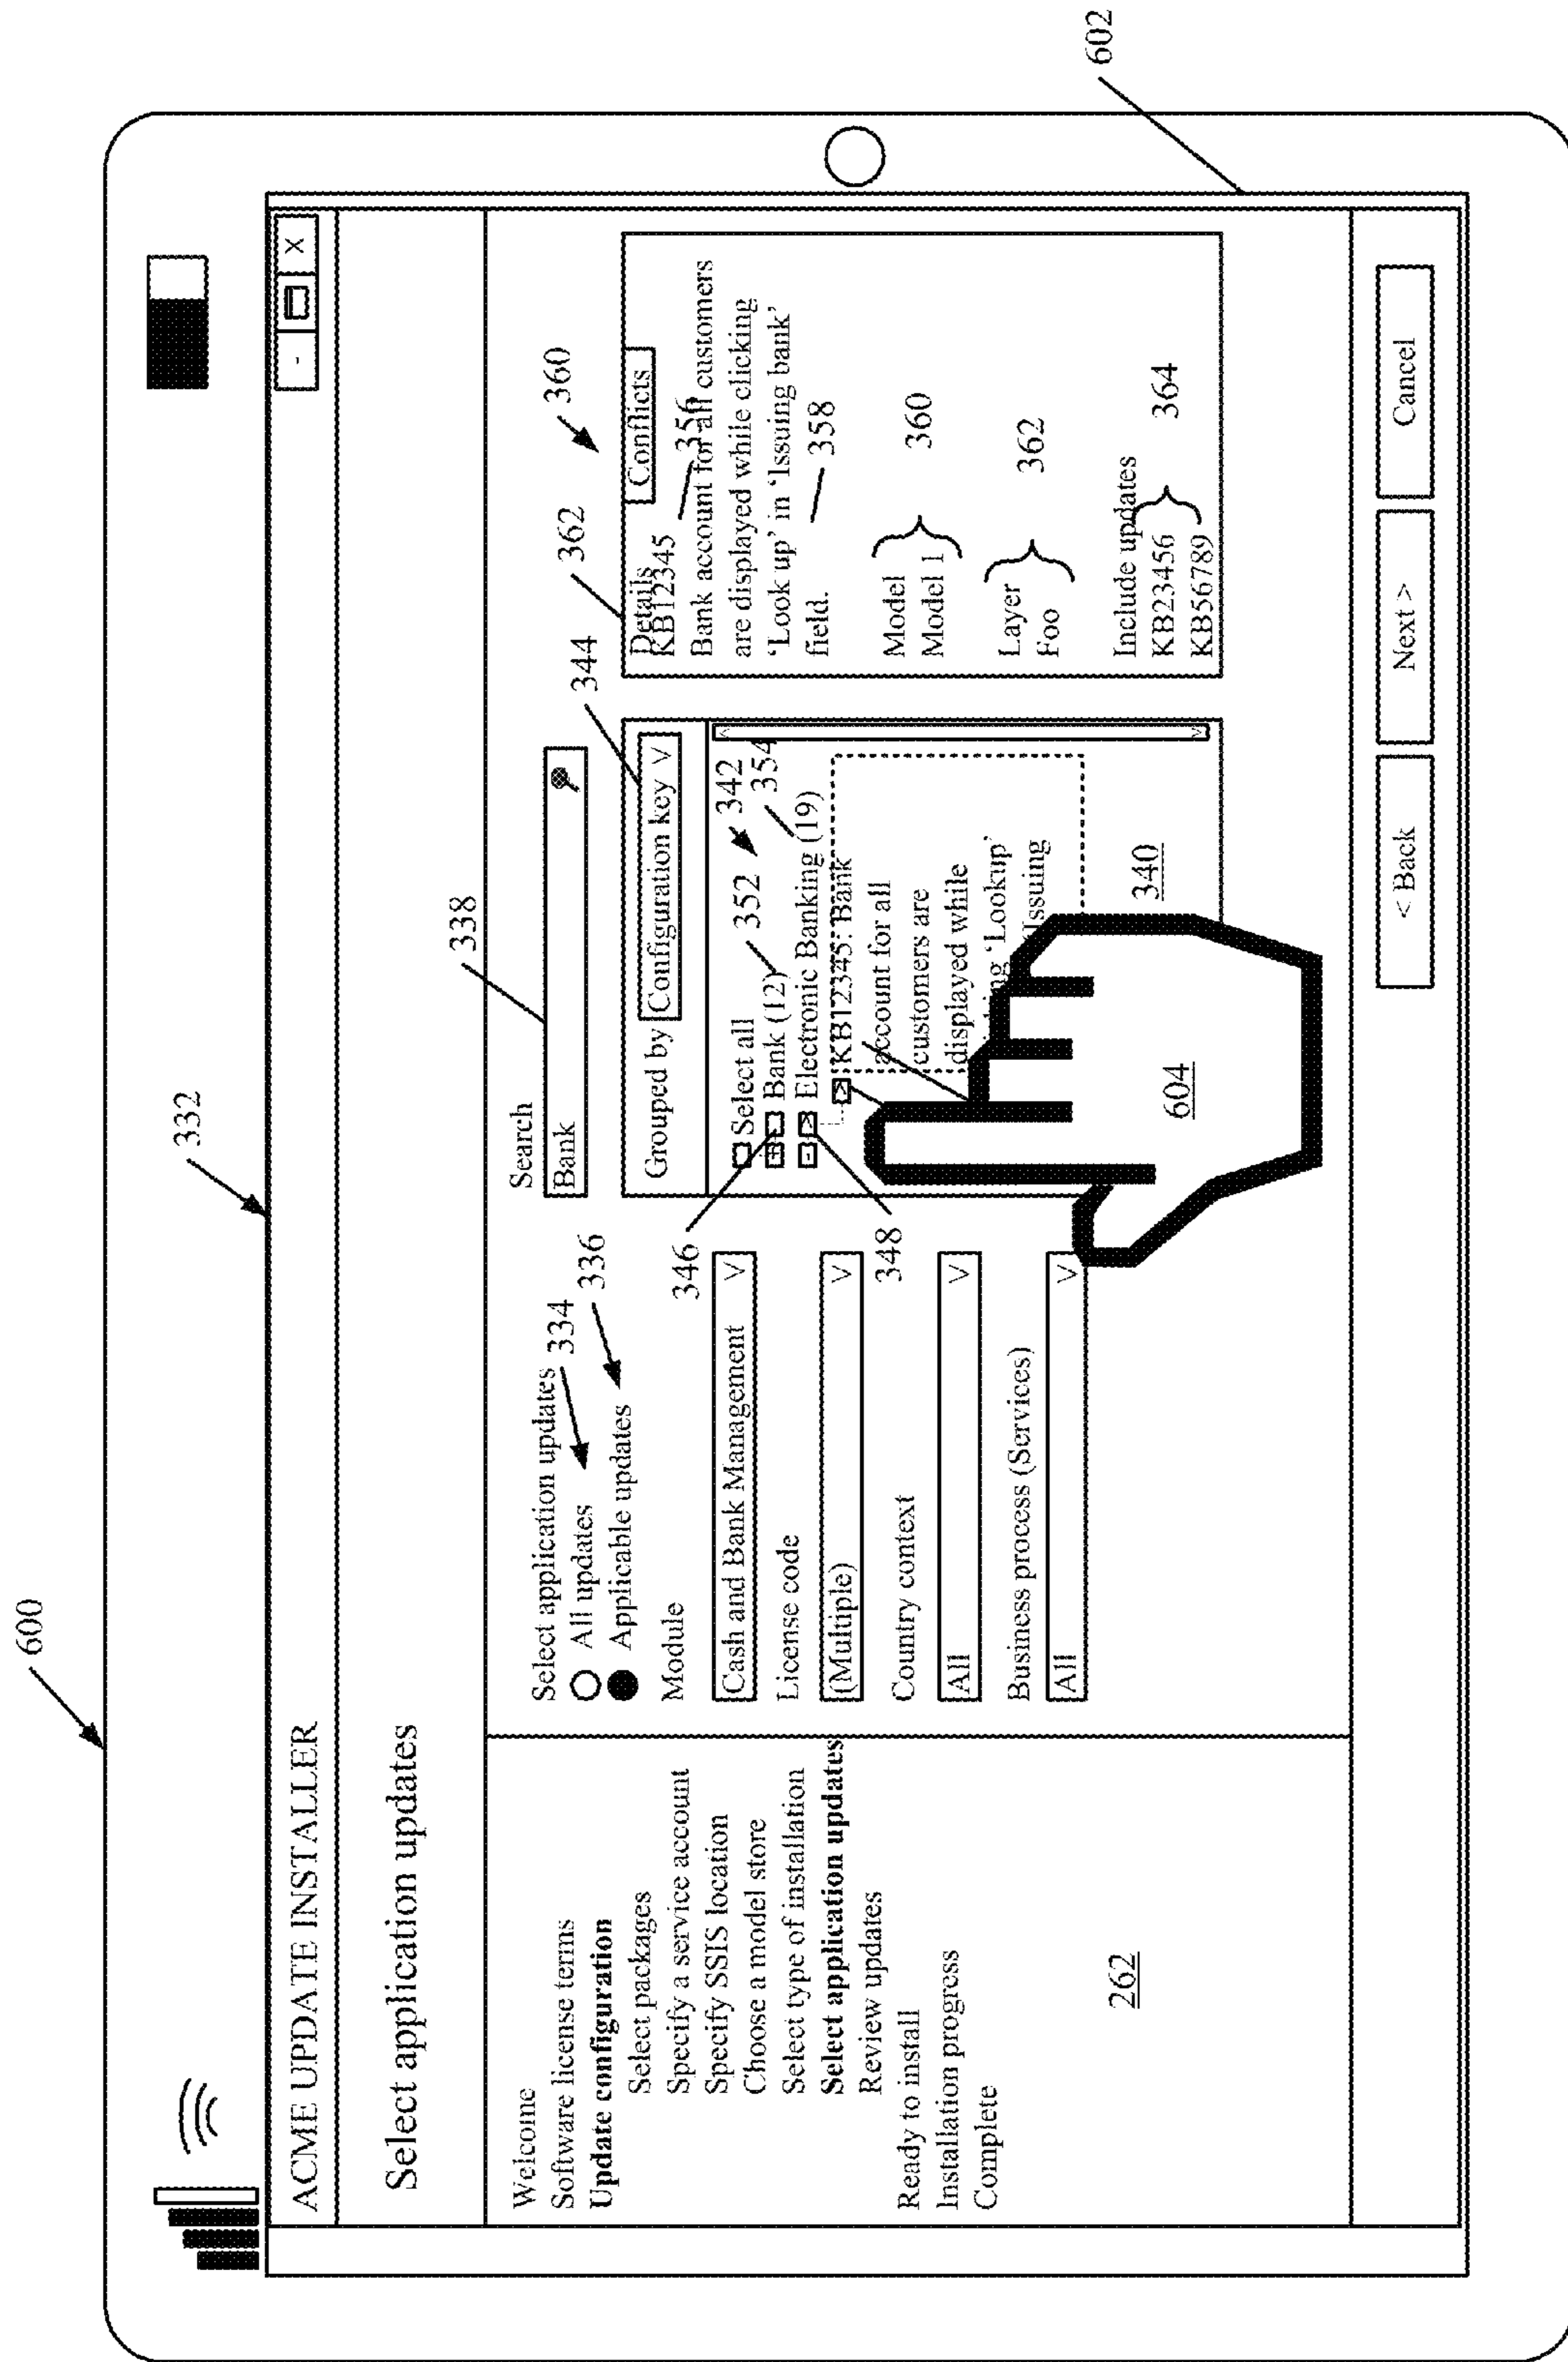 600
332
602
ACME UPDATE INSTALLER
- X
Select application updates
Welcome
Software license terms
Update configuration
Select packages
Specify a service account
Specify SSIS location
Choose a model store
Select type of installation
Select application updates
Review updates
Ready to install
Installation progress
Complete
262
Select application updates
334
All updates
336
Applicable updates
Module
346
Cash and Bank Management V
License code
(Multiple) V
348
Country context
All V
Business process (Services)
All V
338
Search
Bank
344
Grouped by Configuration key V
Select all
352
342
+ Bank (12)
354
- Electronic Banking (19)
KB12345: Bank
account for all
customers are
displayed while
'Lookup'
Issuing
340
604
362
360
Details
Conflicts
KB12345
356
Bank account for all customers
are displayed while clicking
'Look up' in 'Issuing bank'
field.
358
Model
Model 1
360
Layer
Foo
362
Include updates
KB23456
KB56789
364
< Back
Next >
Cancel